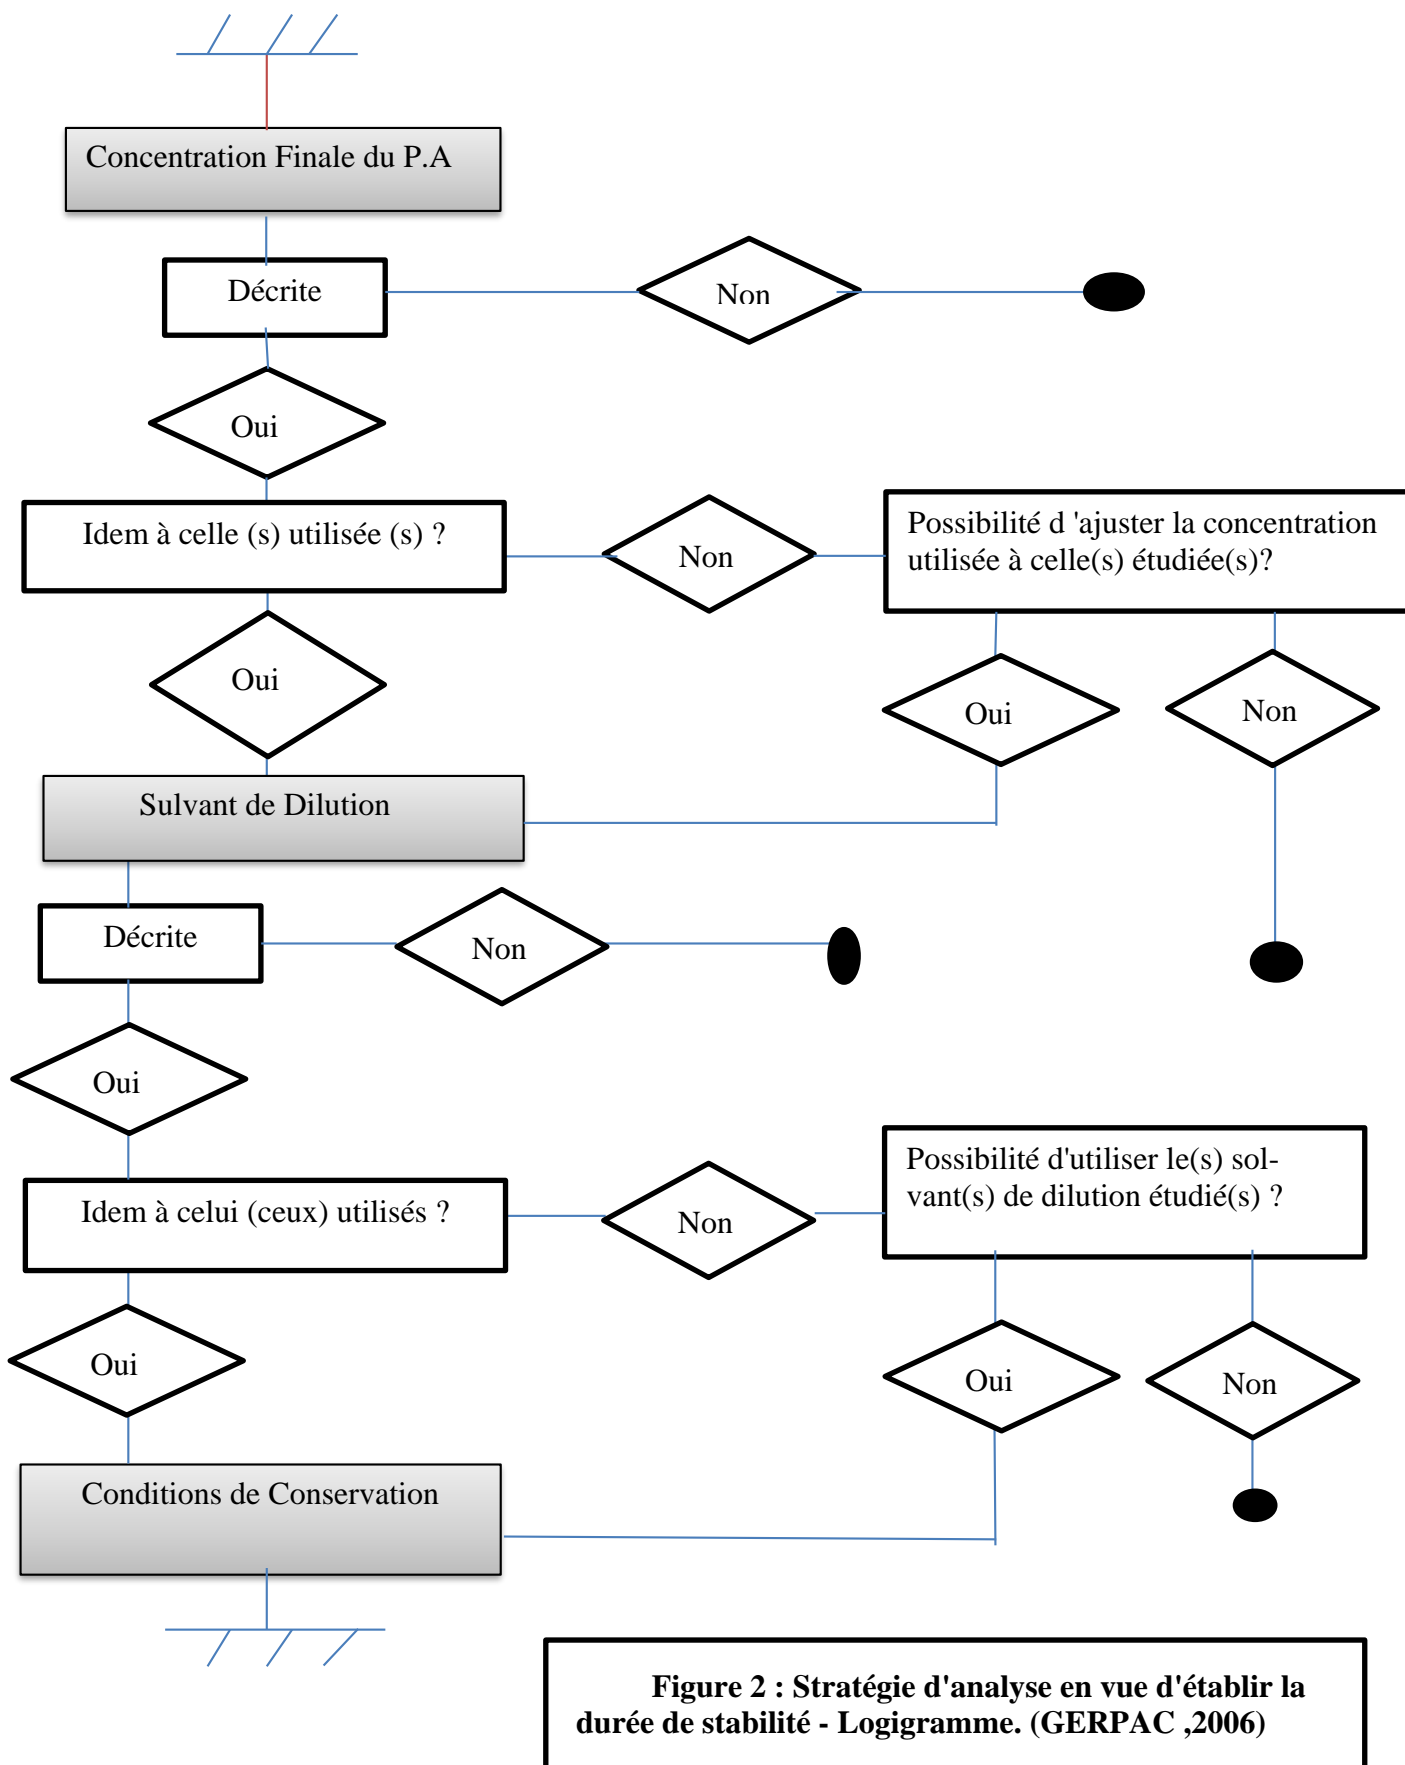 Concentration Finale du P.A
Décrite
Non
Oui
Idem à celle (s) utilisée (s) ?
Non
Possibilité d 'ajuster la concentration
utilisée à celle(s) étudiée(s)?
Oui
Oui
Non
Sulvant de Dilution
Décrite
Non
Oui
Idem à celui (ceux) utilisés ?
Non
Possibilité d'utiliser le(s) sol-
vant(s) de dilution étudié(s) ?
Oui
Oui
Non
Conditions de Conservation
Figure 2 : Stratégie d'analyse en vue d'établir la
durée de stabilité - Logigramme. (GERPAC ,2006)